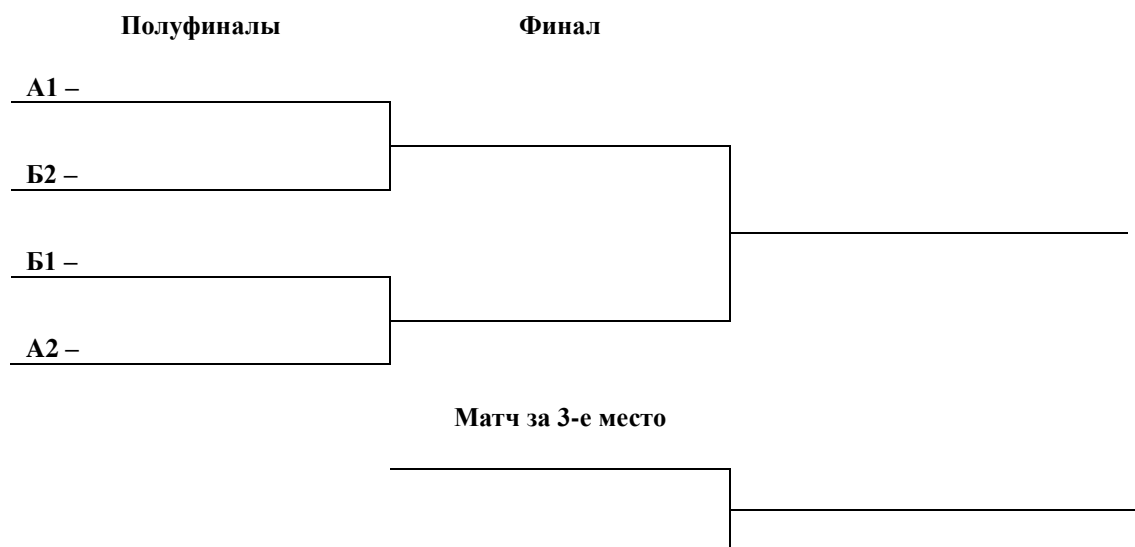 Полуфиналы Финал
А1 –
Б2 –
Б1 –
А2 –
Матч за 3-е место